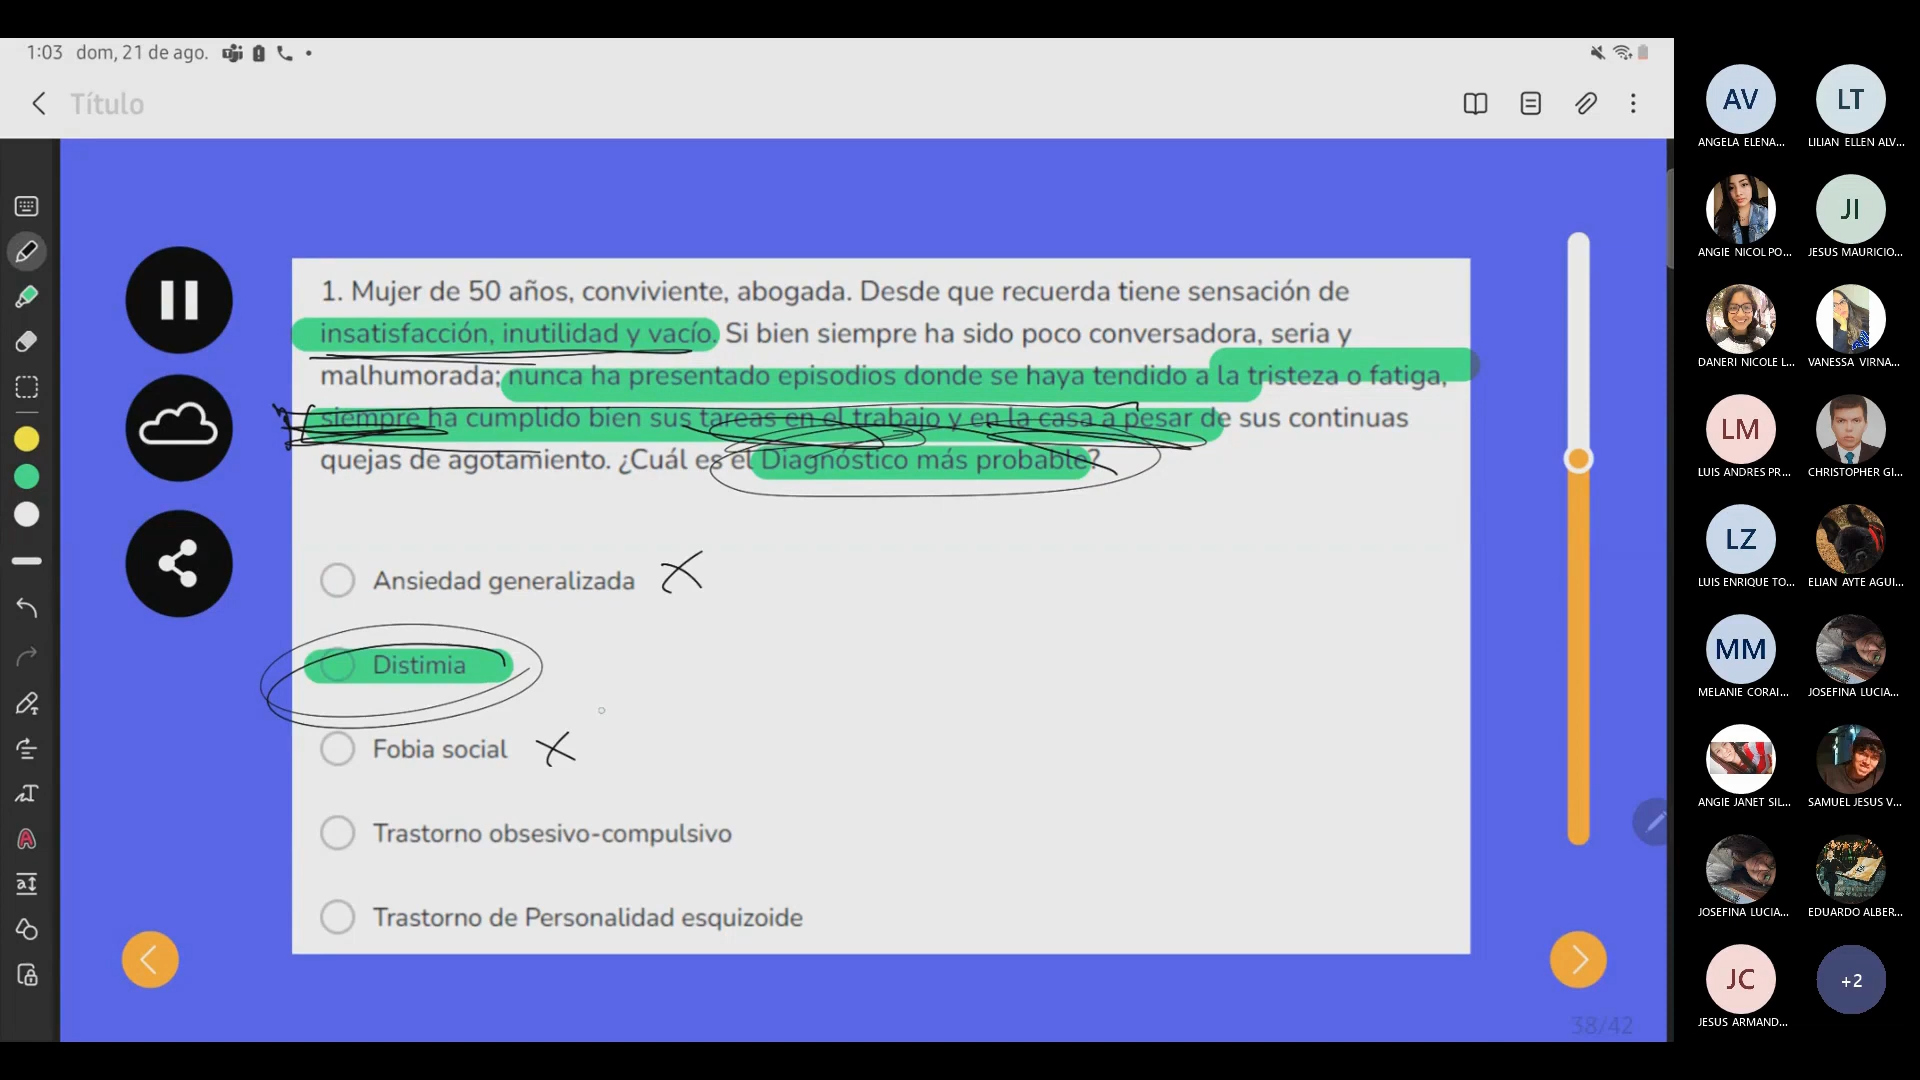 1:03 dom, 21 de ago.
Título
1. Mujer de 50 años, conviviente, abogada. Desde que recuerda tiene sensación de
insatisfacción, inutilidad y vacío. Si bien siempre ha sido poco conversadora, seria y
malhumorada; nunca ha presentado episodios donde se haya tendido a la tristeza o fatiga,
siempre ha cumplido bien sus tareas en el trabajo y en la casa a pesar de sus continuas
quejas de agotamiento. ¿Cuál es el Diagnóstico más probable?
Ansiedad generalizada
Distimia
Fobia social
Trastorno obsesivo-compulsivo
Trastorno de Personalidad esquizoide
38/42
AV LT
ANGELA ELENA... LILIAN ELLEN ALV...
JI
ANGIE NICOL PO... JESUS MAURICIO...
DANERI NICOLE L... VANESSA VIRNA...
LM
LUIS ANDRES PR... CHRISTOPHER GI...
LZ
LUIS ENRIQUE TO... ELIAN AYTE AGUI...
MM
MELANIE CORAI... JOSEFINA LUCIA...
ANGIE JANET SIL... SAMUEL JESUS V...
JOSEFINA LUCIA... EDUARDO ALBER...
JC +2
JESUS ARMAND...